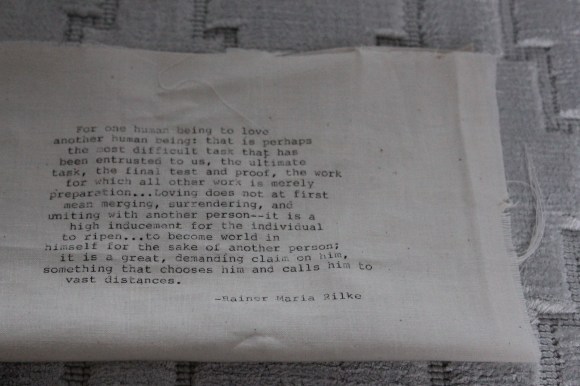 For one human being to love
another human being: that is perhaps
the most difficult task that has
been entrusted to us, the ultimate
task, the final test and proof, the work
for which all other work is merely
preparation...Loving does not at first
mean merging, surrendering, and
uniting with another person--it is a
high inducement for the individual
to ripen...to become world in
himself for the sake of another person;
it is a great, demanding claim on him,
something that chooses him and calls him to
vast distances.
-Rainer Maria Rilke